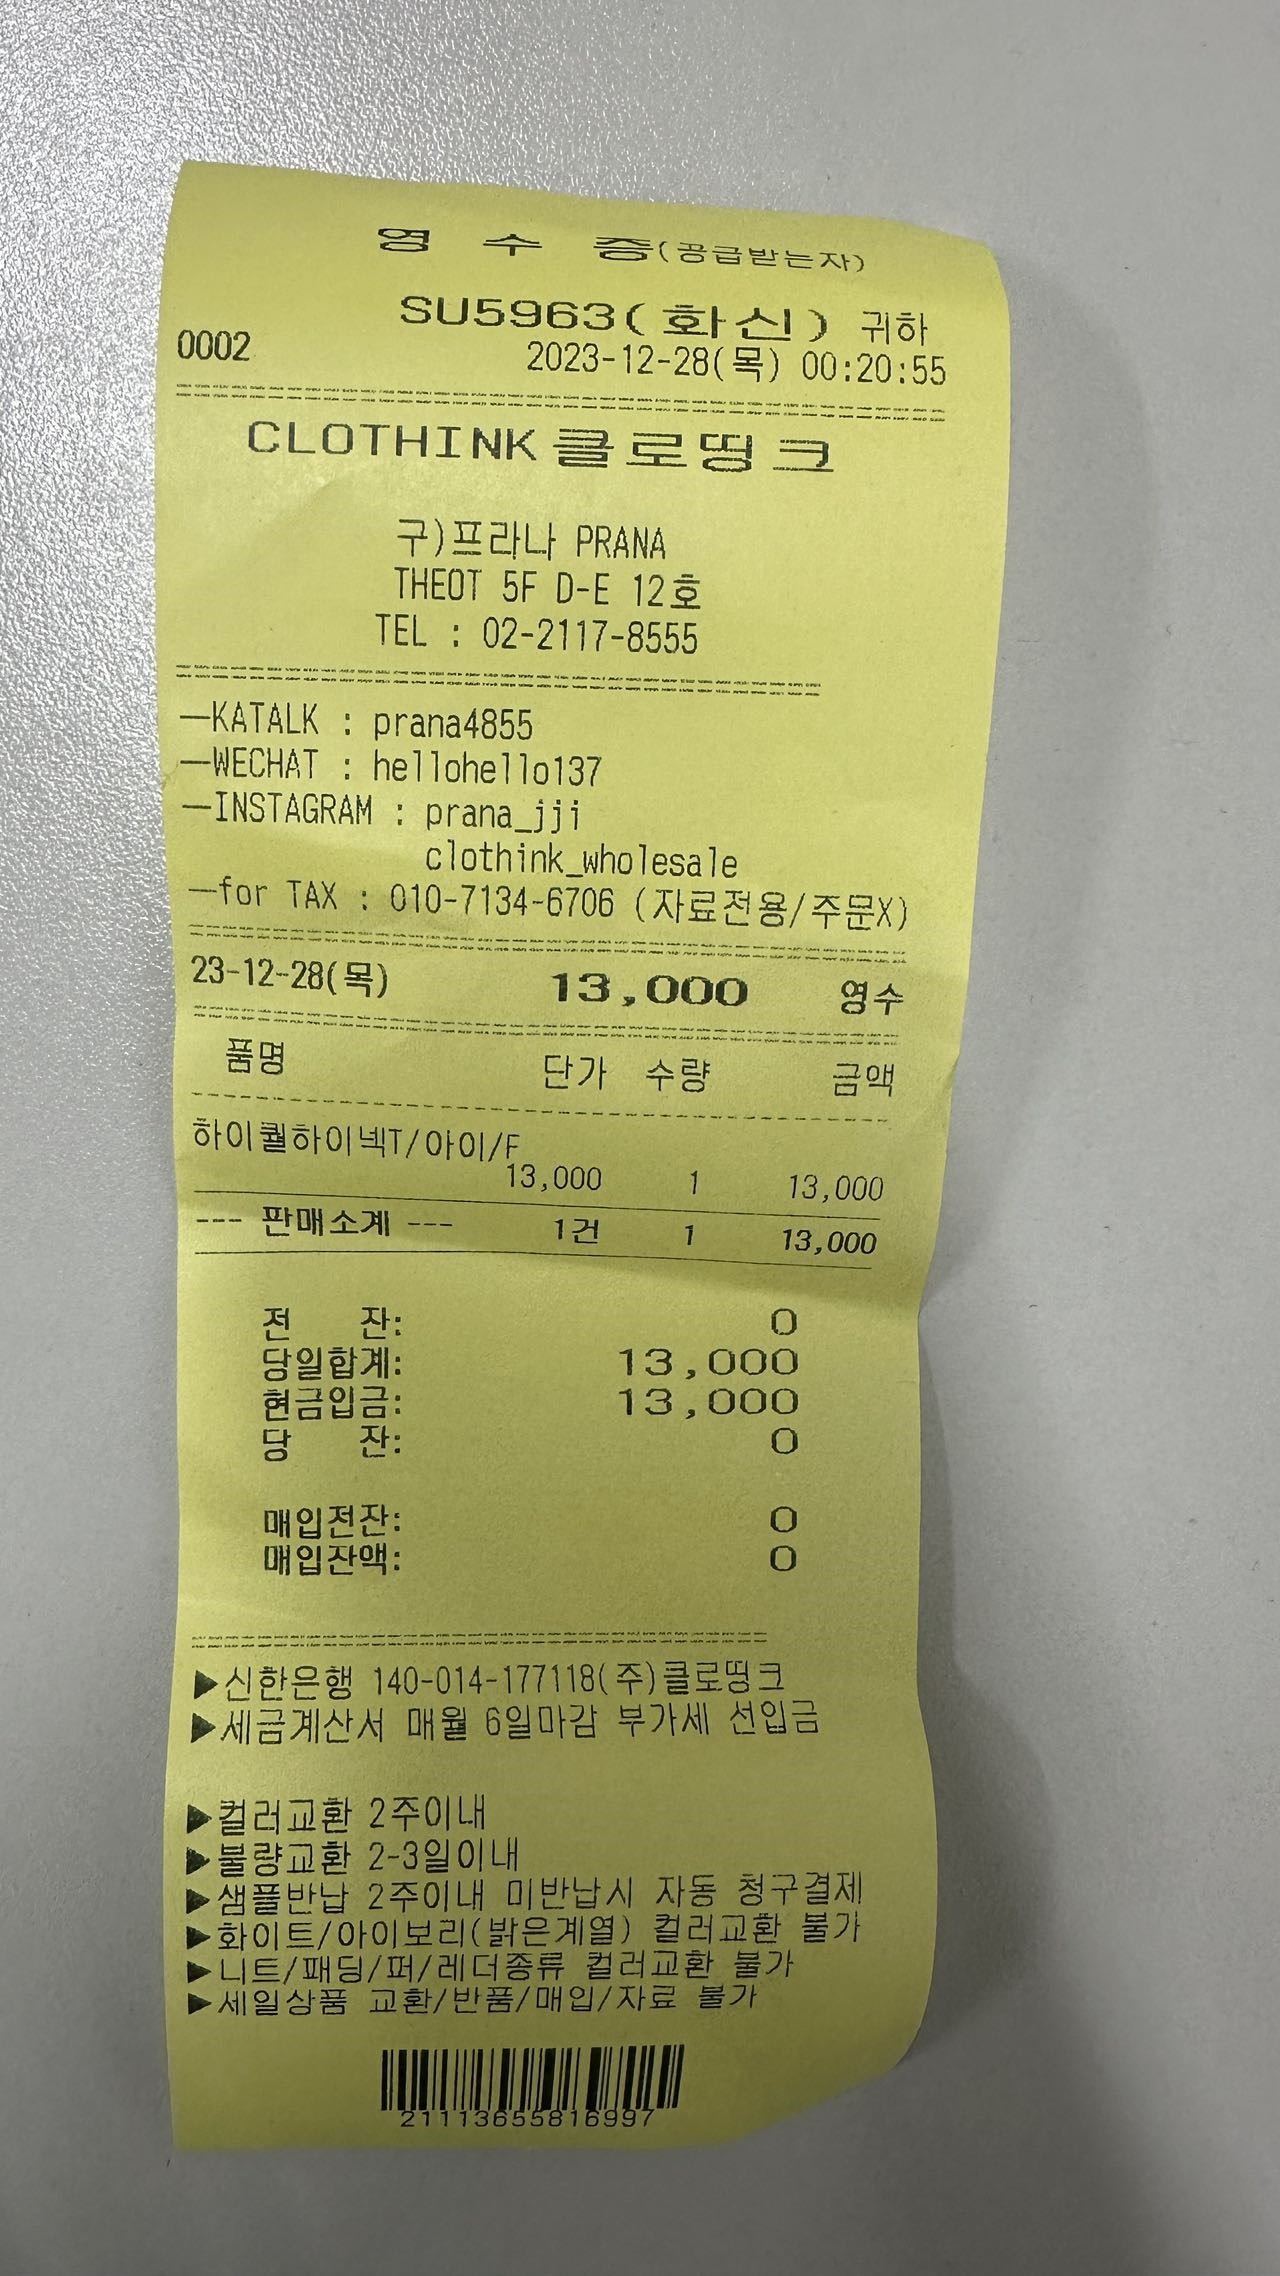 영 수 증(공급받는자)
SU5963(화신) 귀하
0002 2023-12-28(목) 00:20:55
CLOTHINK클로띵크
구)프라나 PRANA
THEOT 5F D-E 12호
TEL : 02-2117-8555
—KATALK : prana4855
—WECHAT : hellohello137
—INSTAGRAM : prana_jji
clothink_wholesale
—for TAX : 010-7134-6706 (자료전용/주문X)
23-12-28(목) 13,000 영수
품명 단가 수량 금액
하이퀄하이넥T/아이/F
13,000 1 13,000
--- 판매소계 --- 1건 1 13,000
전 잔: 0
당일합계: 13,000
현금입금: 13,000
당 잔: 0
매입전잔: 0
매입잔액: 0
▶신한은행 140-014-177118(주)클로띵크
▶세금계산서 매월 6일마감 부가세 선입금
▶컬러교환 2주이내
▶불량교환 2-3일이내
▶샘플반납 2주이내 미반납시 자동 청구결제
▶화이트/아이보리(밝은계열) 컬러교환 불가
▶니트/패딩/퍼/레더종류 컬러교환 불가
▶세일상품 교환/반품/매입/자료 불가
21113655816997